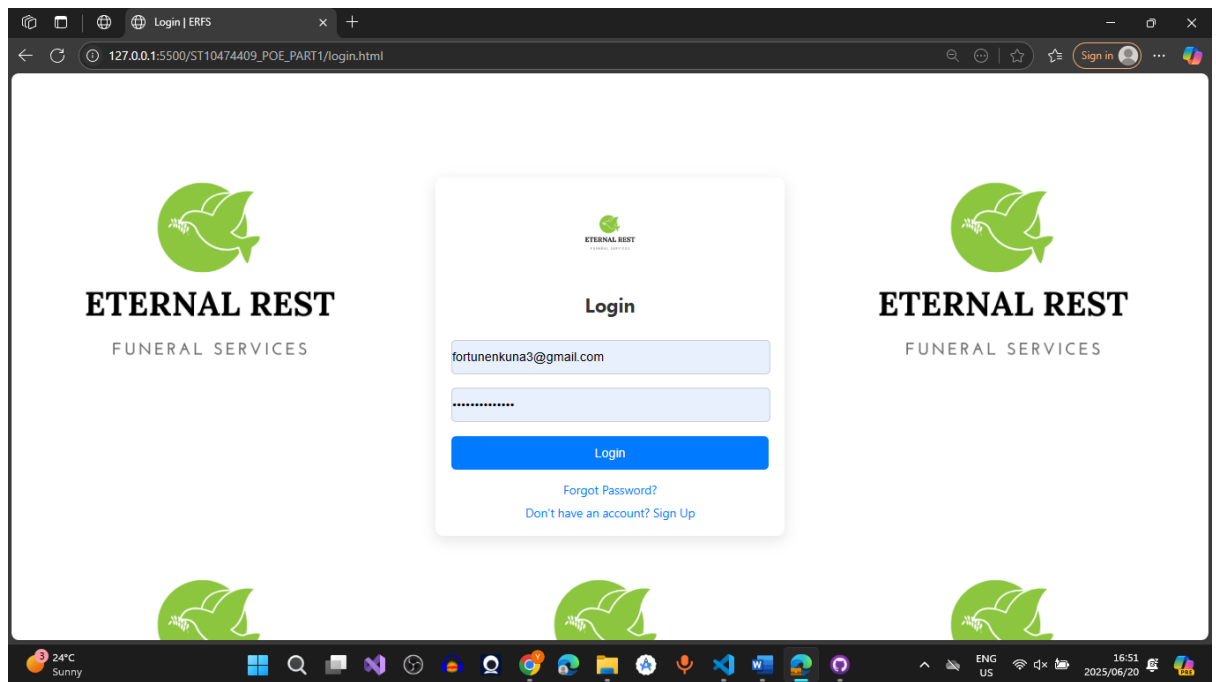 Login | ERFS
127.0.0.1:5500/ST10474409_POE_PART1/login.html
Sign in
ETERNAL REST
FUNERAL SERVICES
ETERNAL REST
FUNERAL SERVICES
Login
fortunenkuna3@gmail.com
••••••••••••••
Login
Forgot Password?
Don't have an account? Sign Up
ETERNAL REST
FUNERAL SERVICES
3
24°C
Sunny
ENG
US
16:51
2025/06/20
PRE